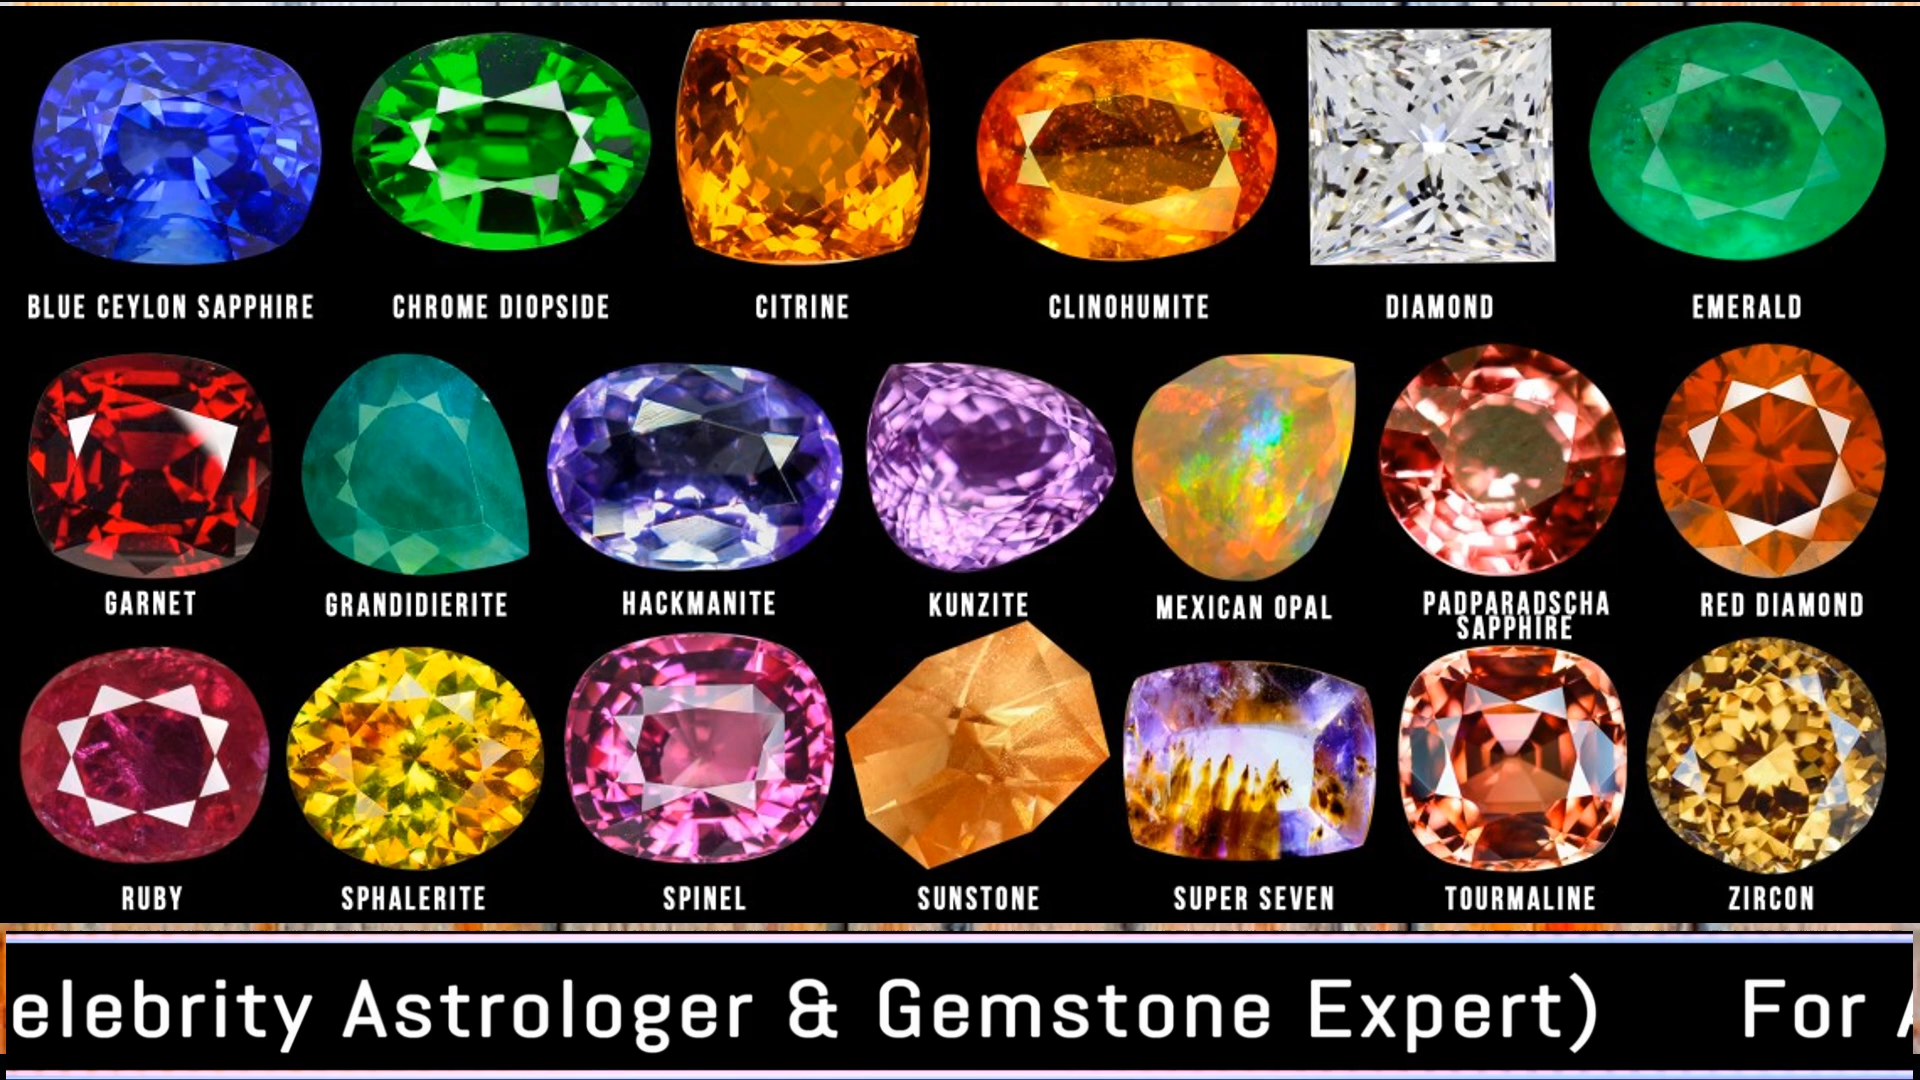 BLUE CEYLON SAPPHIRE
CHROME DIOPSIDE
CITRINE
CLINOHUMITE
DIAMOND
EMERALD
GARNET
GRANDIDIERITE
HACKMANITE
KUNZITE
MEXICAN OPAL
PADPARADSCHA
SAPPHIRE
RED DIAMOND
RUBY
SPHALERITE
SPINEL
SUNSTONE
SUPER SEVEN
TOURMALINE
ZIRCON
elebrity Astrologer & Gemstone Expert) For